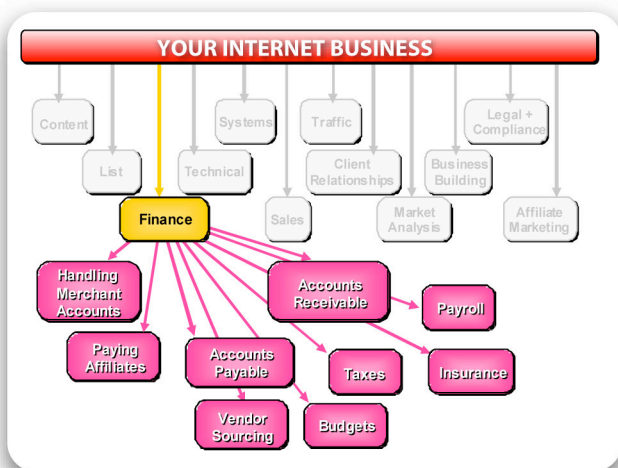 YOUR INTERNET BUSINESS
Content
Systems
Traffic
Legal +
Compliance
List
Technical
Client
Relationships
Business
Building
Finance
Sales
Market
Analysis
Affiliate
Marketing
Handling
Merchant
Accounts
Accounts
Receivable
Payroll
Paying
Affiliates
Accounts
Payable
Taxes
Insurance
Vendor
Sourcing
Budgets